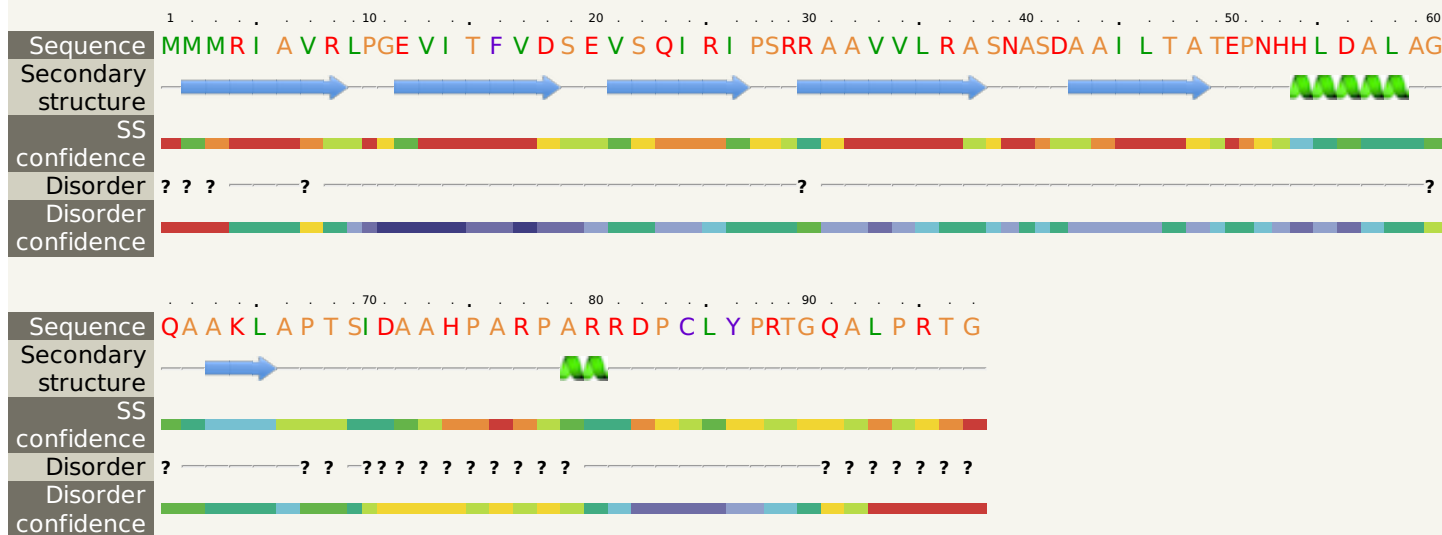 1 10 20 30 40 50 60
Sequence MMMRIAVRLPGEVITFVDSEVSQIRIPSRRAAVVLRASNASDAAILTATEPNHHLDALAG
Secondary
structure
SS
confidence
Disorder ? ? ? ? ? ?
Disorder
confidence
70 80 90
Sequence QAAKLAPTSIDAAHPARPARRDPCLYPRTGQALPRTG
Secondary
structure
SS
confidence
Disorder ? ? ? ? ? ? ? ? ? ? ? ? ? ? ? ? ? ? ? ?
Disorder
confidence